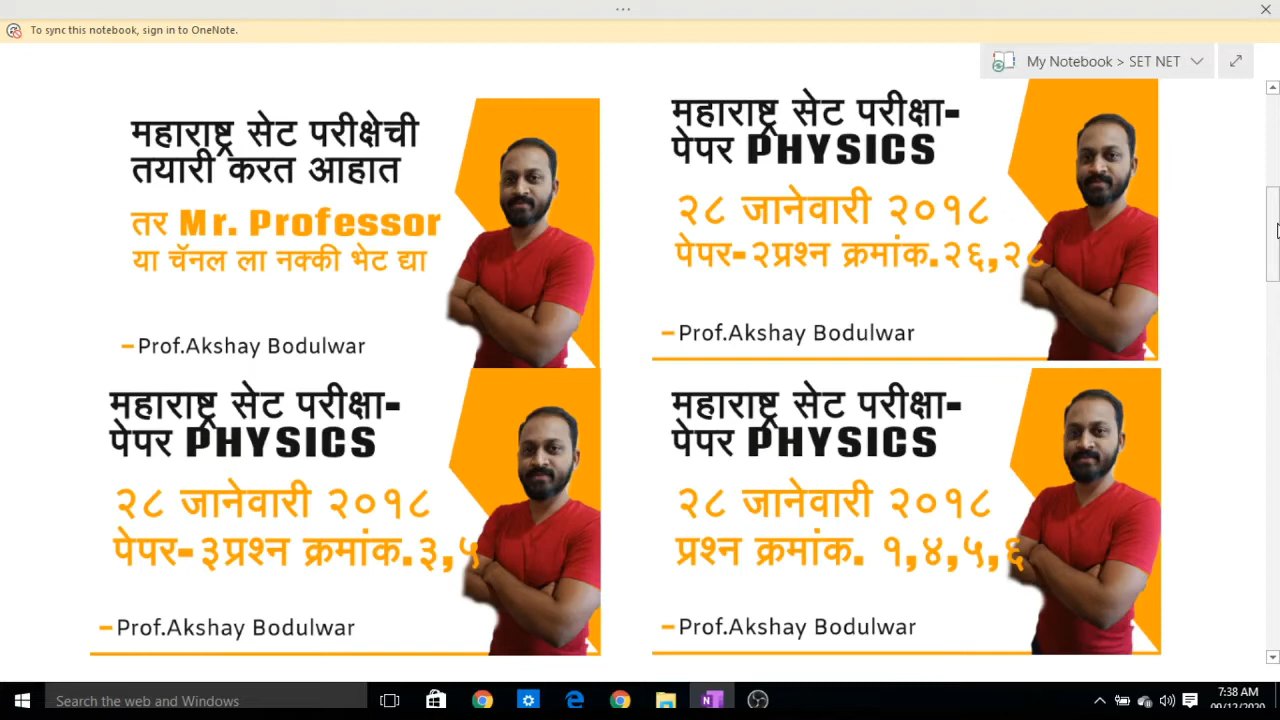 To sync this notebook, sign in to OneNote.
My Notebook > SET NET
महाराष्ट्र सेट परीक्षेची
तयारी करत आहात
तर Mr. Professor
या चॅनल ला नक्की भेट द्या
–Prof.Akshay Bodulwar
महाराष्ट्र सेट परीक्षा-
पेपर PHYSICS
२८ जानेवारी २०१८
पेपर-२प्रश्न क्रमांक.२६,२८
–Prof.Akshay Bodulwar
महाराष्ट्र सेट परीक्षा-
पेपर PHYSICS
२८ जानेवारी २०१८
पेपर-३प्रश्न क्रमांक.३,५
–Prof.Akshay Bodulwar
महाराष्ट्र सेट परीक्षा-
पेपर PHYSICS
२८ जानेवारी २०१८
प्रश्न क्रमांक. १,४,५,६
–Prof.Akshay Bodulwar
Search the web and Windows
7:38 AM
09/12/2020